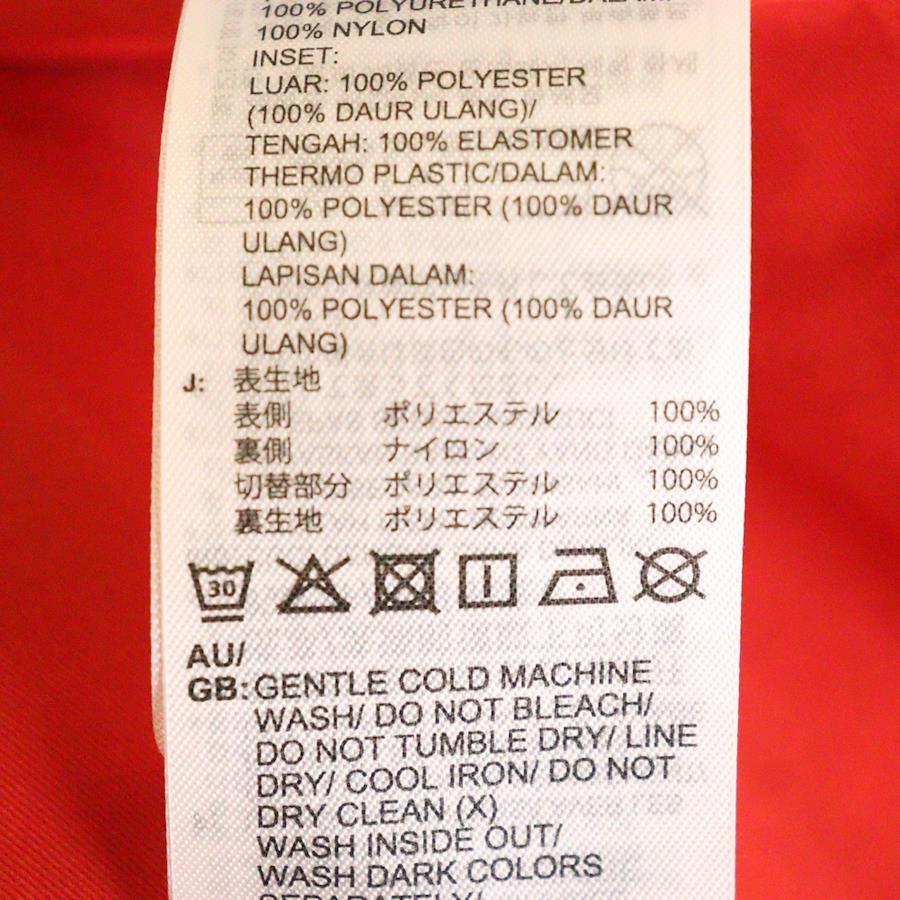 100% POLYURETHANE/DALAM:
100% NYLON
INSET:
LUAR: 100% POLYESTER
(100% DAUR ULANG)/
TENGAH: 100% ELASTOMER
THERMO PLASTIC/DALAM:
100% POLYESTER (100% DAUR
ULANG)
LAPISAN DALAM:
100% POLYESTER (100% DAUR
ULANG)
J: 表生地
表側 ポリエステル 100%
裏側 ナイロン 100%
切替部分 ポリエステル 100%
裏生地 ポリエステル 100%
30
AU/
GB: GENTLE COLD MACHINE
WASH/ DO NOT BLEACH/
DO NOT TUMBLE DRY/ LINE
DRY/ COOL IRON/ DO NOT
DRY CLEAN (X)
WASH INSIDE OUT/
WASH DARK COLORS
SEPARATELY/